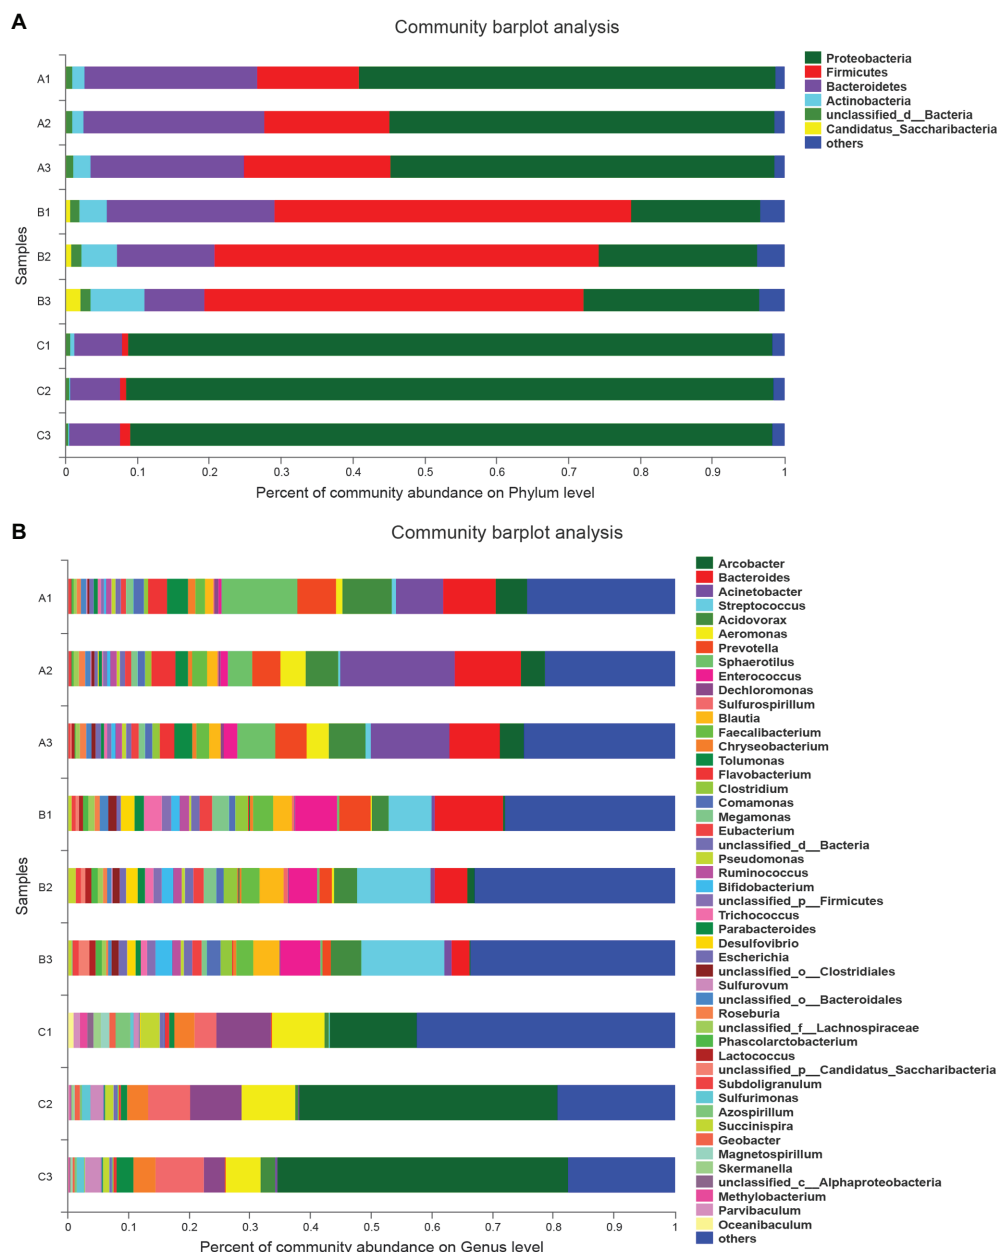 A
Community barplot analysis
A1
A2
A3
B1
B2
B3
C1
C2
C3
Samples
0 0.1 0.2 0.3 0.4 0.5 0.6 0.7 0.8 0.9 1
Percent of community abundance on Phylum level
Proteobacteria
Firmicutes
Bacteroidetes
Actinobacteria
unclassified_d__Bacteria
Candidatus_Saccharibacteria
others
B
Community barplot analysis
A1
A2
A3
B1
B2
B3
C1
C2
C3
Samples
0 0.1 0.2 0.3 0.4 0.5 0.6 0.7 0.8 0.9 1
Percent of community abundance on Genus level
Arcobacter
Bacteroides
Acinetobacter
Streptococcus
Acidovorax
Aeromonas
Prevotella
Sphaerotilus
Enterococcus
Dechloromonas
Sulfurospirillum
Blautia
Faecalibacterium
Chryseobacterium
Tolumonas
Flavobacterium
Clostridium
Comamonas
Megamonas
Eubacterium
unclassified_d__Bacteria
Pseudomonas
Ruminococcus
Bifidobacterium
unclassified_p__Firmicutes
Trichococcus
Parabacteroides
Desulfovibrio
Escherichia
unclassified_o__Clostridiales
Sulfurovum
unclassified_o__Bacteroidales
Roseburia
unclassified_f__Lachnospiraceae
Phascolarctobacterium
Lactococcus
unclassified_p__Candidatus_Saccharibacteria
Subdoligranulum
Sulfurimonas
Azospirillum
Succinispira
Geobacter
Magnetospirillum
Skermanella
unclassified_c__Alphaproteobacteria
Methylobacterium
Parvibaculum
Oceanibaculum
others